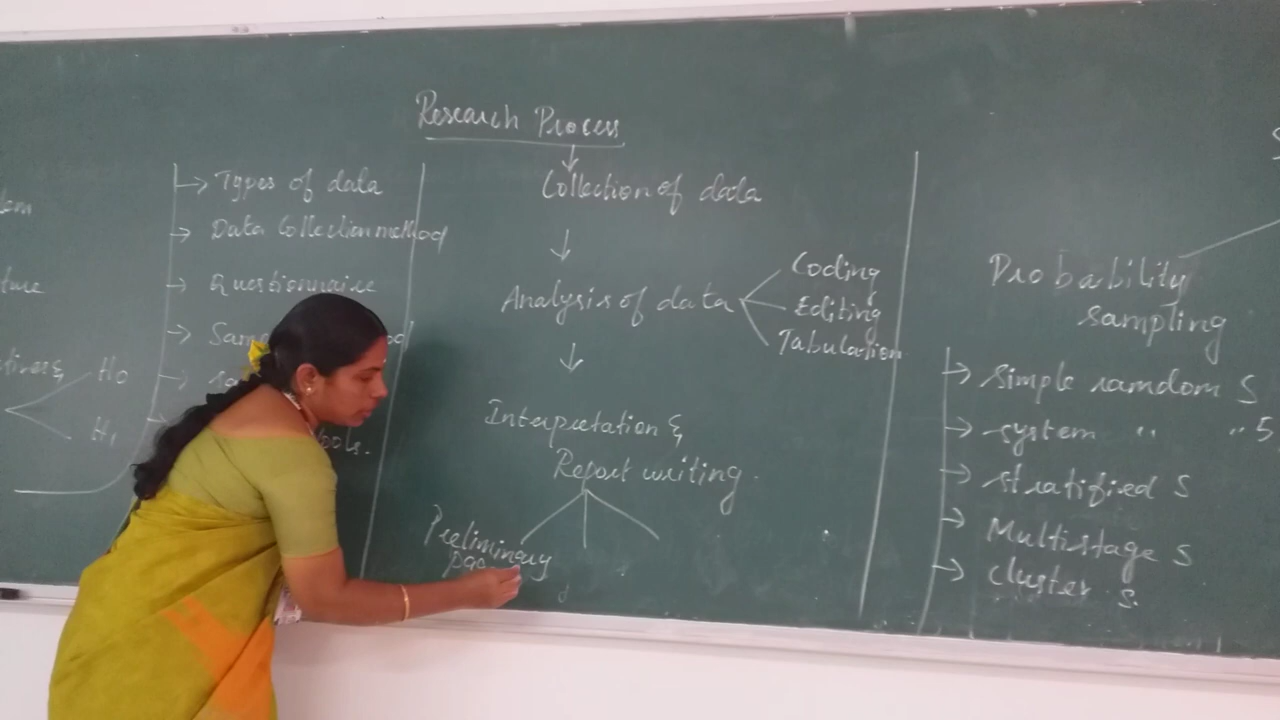 Research Process
Types of data
Data Collection method
Questionnaire
H0
H1
Collection of data
Analysis of data
Coding
Editing
Tabulation
Interpretation &
Report writing.
Preliminary
Probability
sampling
simple ramdom S
system " " S
stratified S
Multistage S
cluster s.